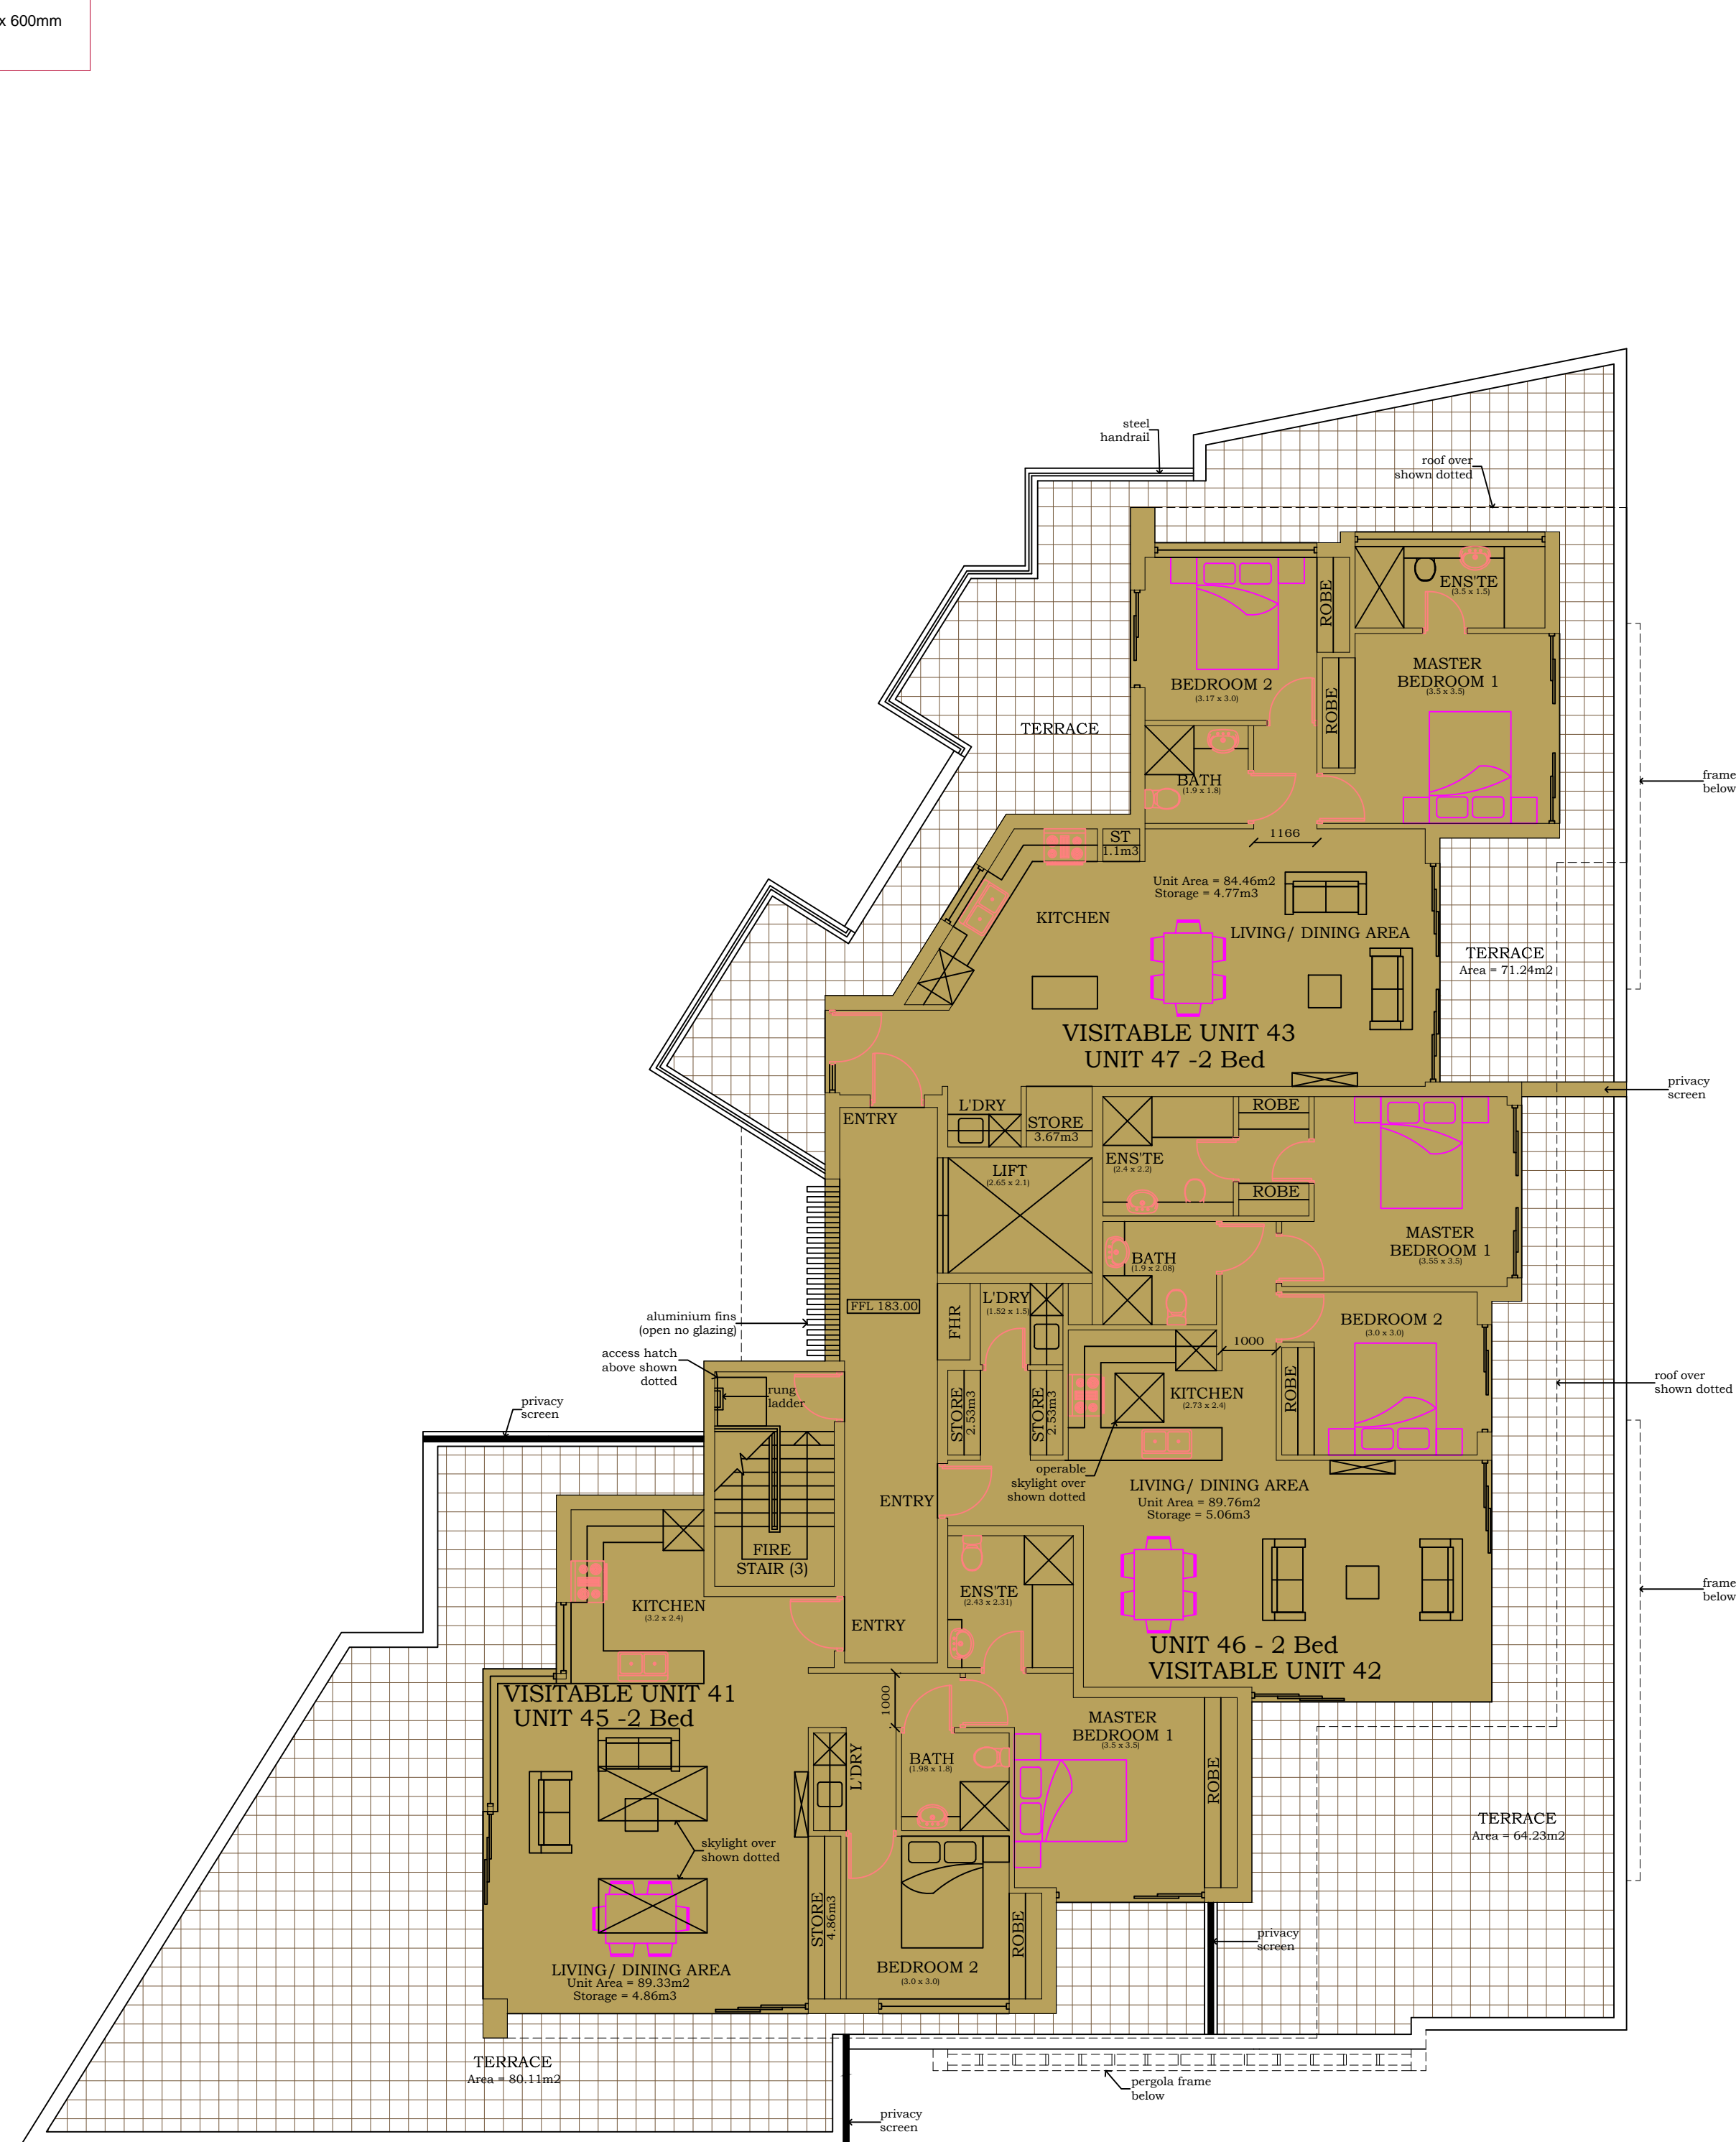 x 600mm
steel
handrail
roof over
shown dotted
ENS'TE
(3.5 x 1.5)
ROBE
MASTER
BEDROOM 1
(3.5 x 3.5)
BEDROOM 2
(3.17 x 3.0)
ROBE
TERRACE
BATH
(1.9 x 1.8)
frame
below
1166
ST
1.1m3
Unit Area = 84.46m2
Storage = 4.77m3
KITCHEN
LIVING/ DINING AREA
TERRACE
Area = 71.24m2
VISITABLE UNIT 43
UNIT 47 -2 Bed
privacy
screen
ENTRY
L'DRY
STORE
3.67m3
ROBE
ENS'TE
(2.4 x 2.2)
LIFT
(2.65 x 2.1)
ROBE
MASTER
BEDROOM 1
(3.55 x 3.5)
BATH
(1.9 x 2.08)
FFL 183.00
L'DRY
(1.52 x 1.5)
FHR
aluminium fins
(open no glazing)
BEDROOM 2
(3.0 x 3.0)
1000
access hatch
above shown
dotted
rung
ladder
STORE
2.53m3
STORE
2.53m3
KITCHEN
(2.73 x 2.4)
ROBE
roof over
shown dotted
privacy
screen
operable
skylight over
shown dotted
LIVING/ DINING AREA
Unit Area = 89.76m2
Storage = 5.06m3
ENTRY
FIRE
STAIR (3)
ENS'TE
(2.43 x 2.31)
frame
below
KITCHEN
(3.2 x 2.4)
ENTRY
UNIT 46 - 2 Bed
VISITABLE UNIT 42
VISITABLE UNIT 41
UNIT 45 -2 Bed
1000
MASTER
BEDROOM 1
(3.5 x 3.5)
L'DRY
BATH
(1.98 x 1.8)
ROBE
TERRACE
Area = 64.23m2
skylight over
shown dotted
STORE
4.86m3
ROBE
privacy
screen
LIVING/ DINING AREA
Unit Area = 89.33m2
Storage = 4.86m3
BEDROOM 2
(3.0 x 3.0)
TERRACE
Area = 80.11m2
pergola frame
below
privacy
screen